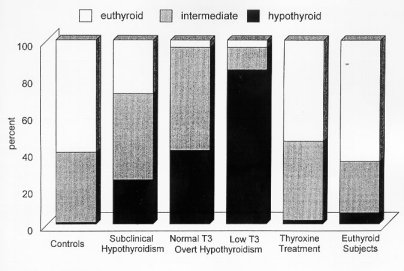 euthyroid intermediate hypothyroid
100
80
60
40
20
0
percent
Controls
Subclinical Hypothyroidism
Normal T3 Low T3
Overt Hypothyroidism
Thyroxine Treatment
Euthyroid Subjects